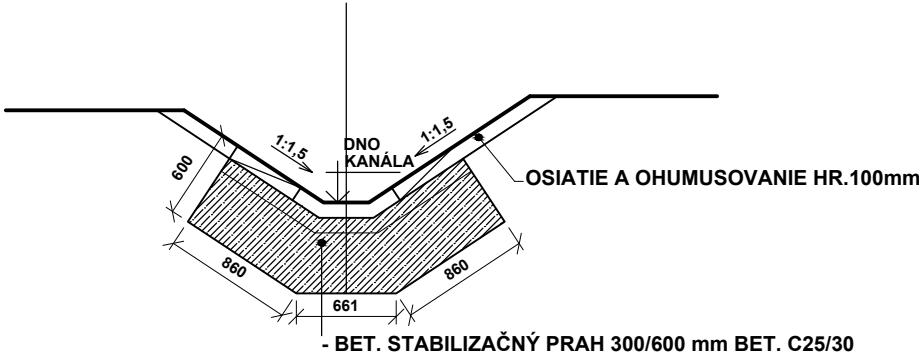 1:1,5
DNO
KANÁLA
1:1,5
600
OSIATIE A OHUMUSOVANIE HR.100mm
860
661
860
- BET. STABILIZAČNÝ PRAH 300/600 mm BET. C25/30